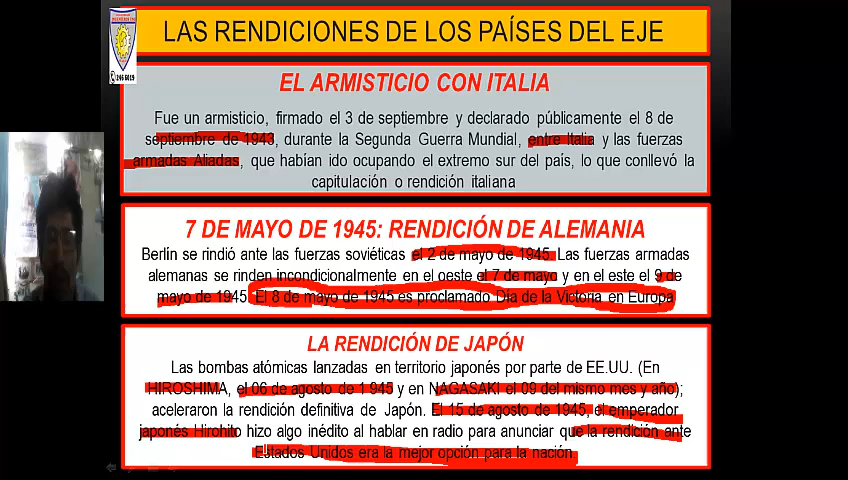 LAS RENDICIONES DE LOS PAÍSES DEL EJE
246 6019
EL ARMISTICIO CON ITALIA
Fue un armisticio, firmado el 3 de septiembre y declarado públicamente el 8 de
septiembre de 1943, durante la Segunda Guerra Mundial, entre Italia y las fuerzas
armadas Aliadas, que habían ido ocupando el extremo sur del país, lo que conllevó la
capitulación o rendición italiana
7 DE MAYO DE 1945: RENDICIÓN DE ALEMANIA
Berlín se rindió ante las fuerzas soviéticas el 2 de mayo de 1945. Las fuerzas armadas
alemanas se rinden incondicionalmente en el oeste el 7 de mayo y en el este el 9 de
mayo de 1945. El 8 de mayo de 1945 es proclamado Día de la Victoria en Europa
LA RENDICIÓN DE JAPÓN
Las bombas atómicas lanzadas en territorio japonés por parte de EE.UU. (En
HIROSHIMA, el 06 de agosto de 1 945 y en NAGASAKI el 09 del mismo mes y año);
aceleraron la rendición definitiva de Japón. El 15 de agosto de 1945, el emperador
japonés Hirohito hizo algo inédito al hablar en radio para anunciar que la rendición ante
Estados Unidos era la mejor opción para la nación.